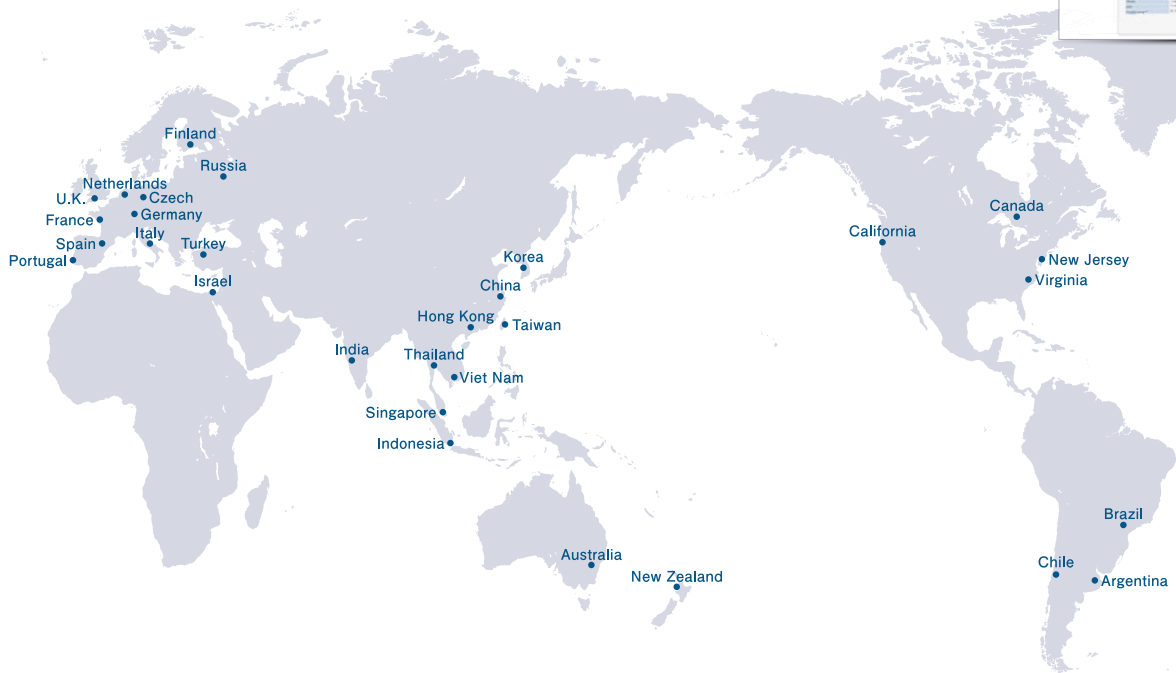 Finland
Russia
Netherlands
U.K.
Czech
France
Germany
Spain
Italy
Turkey
Portugal
Israel
Korea
China
Hong Kong
Taiwan
India
Thailand
Viet Nam
Singapore
Indonesia
Australia
New Zealand
Canada
California
New Jersey
Virginia
Brazil
Chile
Argentina